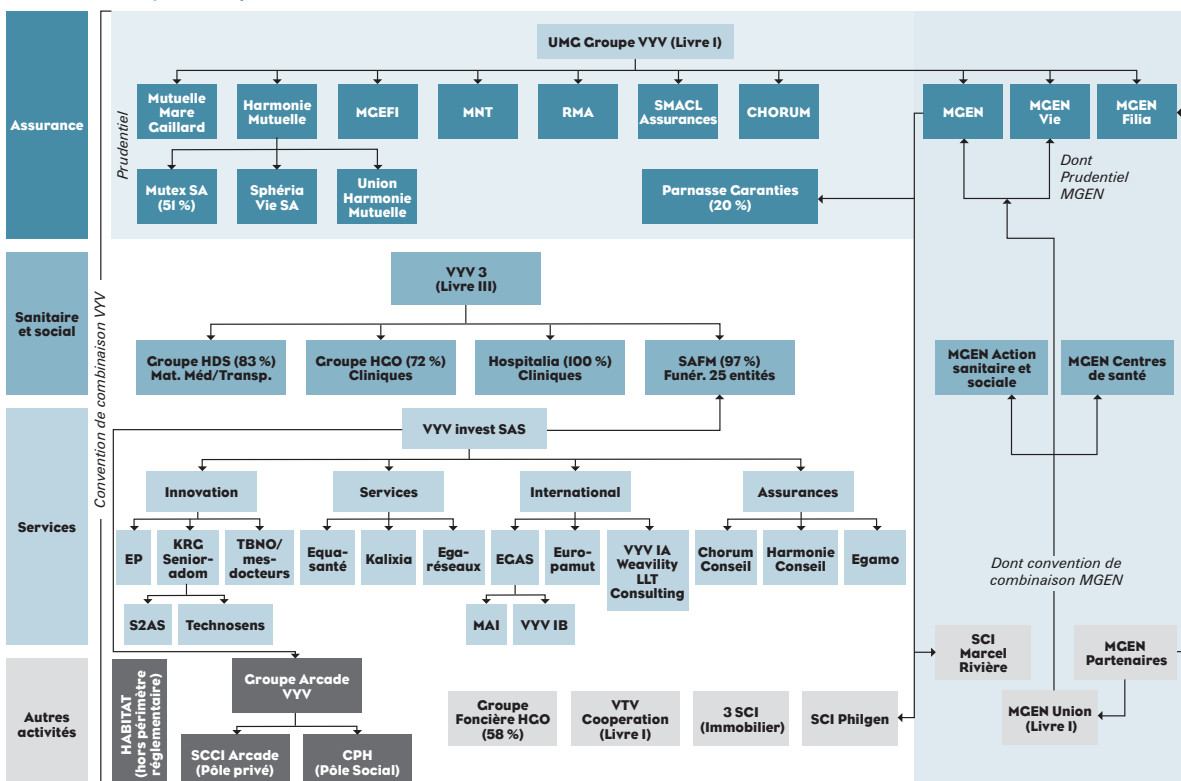 UMG Groupe VYV (Livre I)
Assurance
Prudentiel
Mutuelle
Mare
Gaillard
Harmonie
Mutuelle
MGEFI
MNT
RMA
SMACL
Assurances
CHORUM
MGEN
MGEN
Vie
MGEN
Filia
Mutex SA
(51 %)
Sphéria
Vie SA
Union
Harmonie
Mutuelle
Parnasse Garanties
(20 %)
Dont
Prudentiel
MGEN
Convention de combinaison VYV
Sanitaire
et social
VYV 3
(Livre III)
Groupe HDS (83 %)
Mat. Méd/Transp.
Groupe HGO (72 %)
Cliniques
Hospitalia (100 %)
Cliniques
SAFM (97 %)
Funér. 25 entités
MGEN Action
sanitaire et
sociale
MGEN Centres
de santé
Services
VYV invest SAS
Innovation
Services
International
Assurances
EP
KRG
Senior-
adom
TBNO/
mes-
docteurs
Equa-
santé
Kalixia
Ega-
réseaux
EGAS
Euro-
pamut
VYV IA
Weavility
LLT
Consulting
Chorum
Conseil
Harmonie
Conseil
Egamo
S2AS
Technosens
MAI
VYV IB
Dont convention de
combinaison MGEN
Autres
activités
HABITAT
(hors périmètre
réglementaire)
Groupe Arcade
VYV
SCCI Arcade
(Pôle privé)
CPH
(Pôle Social)
Groupe
Foncière HGO
(58 %)
VTV
Cooperation
(Livre I)
3 SCI
(Immobilier)
SCI Philgen
SCI
Marcel
Rivière
MGEN
Partenaires
MGEN Union
(Livre I)